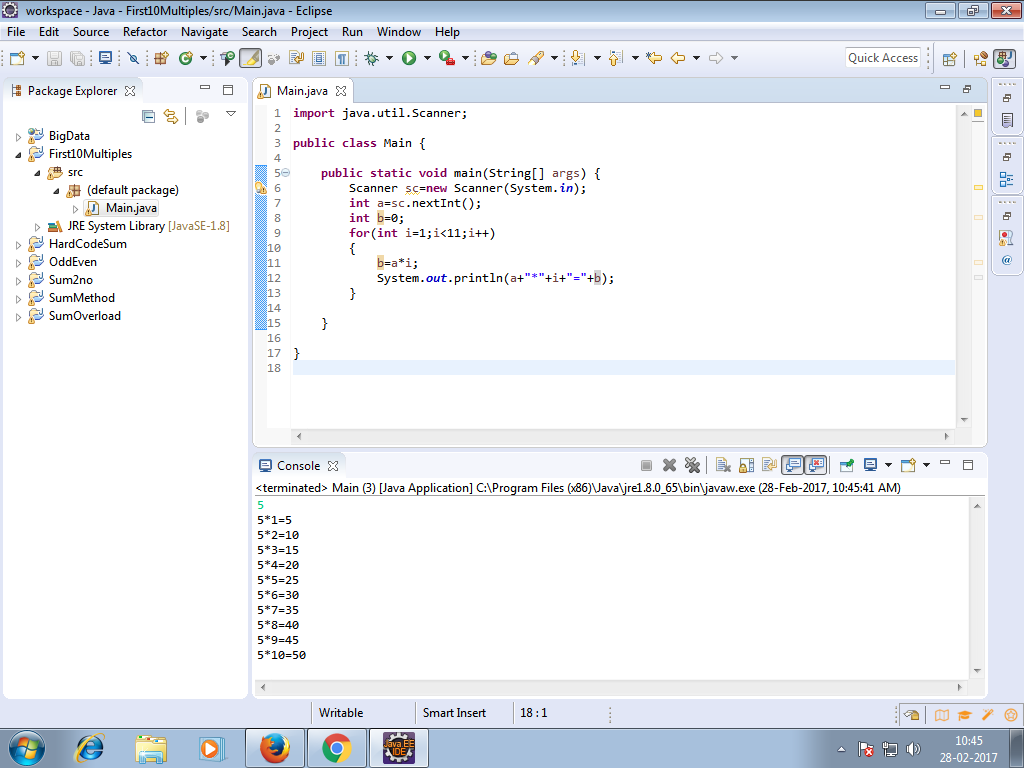 workspace - Java - First10Multiples/src/Main.java - Eclipse
File Edit Source Refactor Navigate Search Project Run Window Help
Quick Access
Package Explorer
BigData
First10Multiples
src
(default package)
Main.java
JRE System Library [JavaSE-1.8]
HardCodeSum
OddEven
Sum2no
SumMethod
SumOverload
Main.java
1 import java.util.Scanner;
2
3 public class Main {
4
5 public static void main(String[] args) {
6 Scanner sc=new Scanner(System.in);
7 int a=sc.nextInt();
8 int b=0;
9 for(int i=1;i<11;i++)
10 {
11 b=a*i;
12 System.out.println(a+"*"+i+"="+b);
13 }
14
15 }
16
17 }
18
Console
<terminated> Main (3) [Java Application] C:\Program Files (x86)\Java\jre1.8.0_65\bin\javaw.exe (28-Feb-2017, 10:45:41 AM)
5
5*1=5
5*2=10
5*3=15
5*4=20
5*5=25
5*6=30
5*7=35
5*8=40
5*9=45
5*10=50
Writable Smart Insert 18 : 1
Java EE
IDE
10:45
28-02-2017